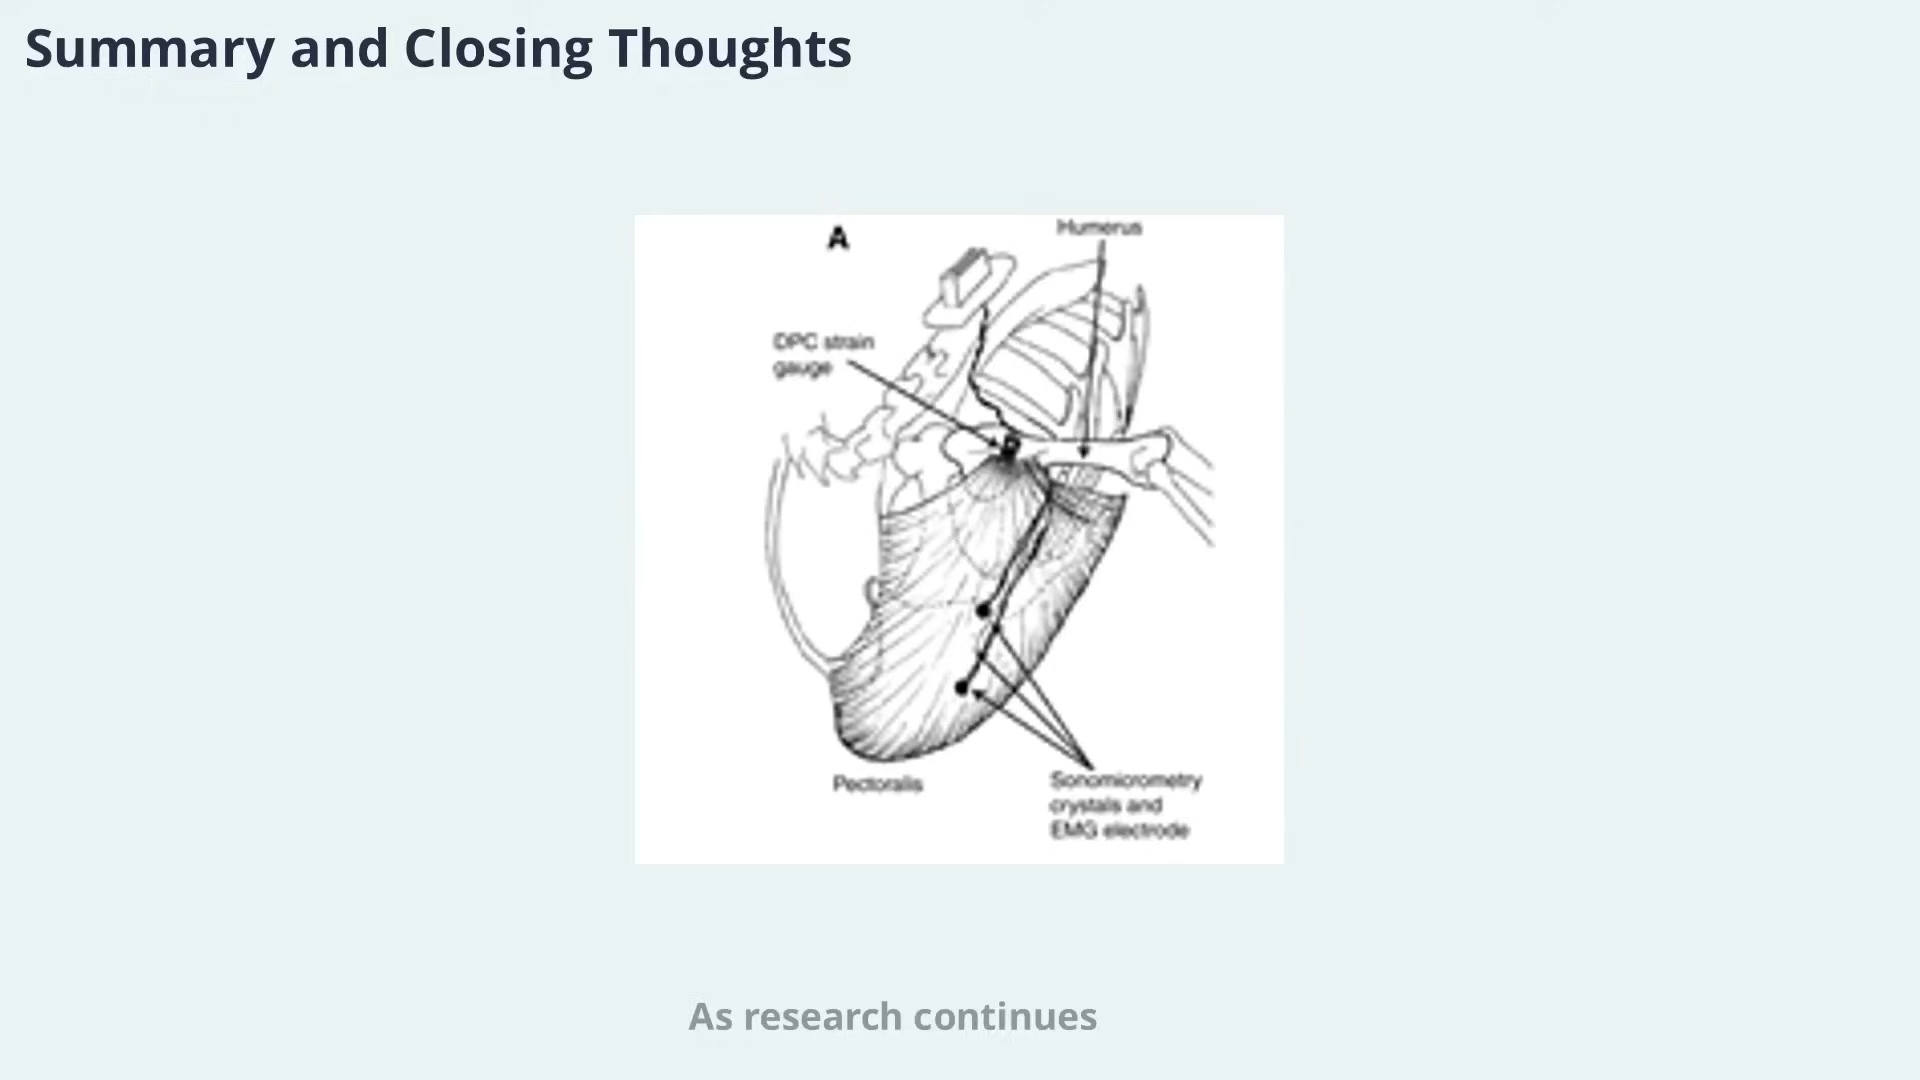 Summary and Closing Thoughts
A
Humerus
DPC strain
gauge
Pectoralis
Sonomicrometry
crystals and
EMG electrode
As research continues